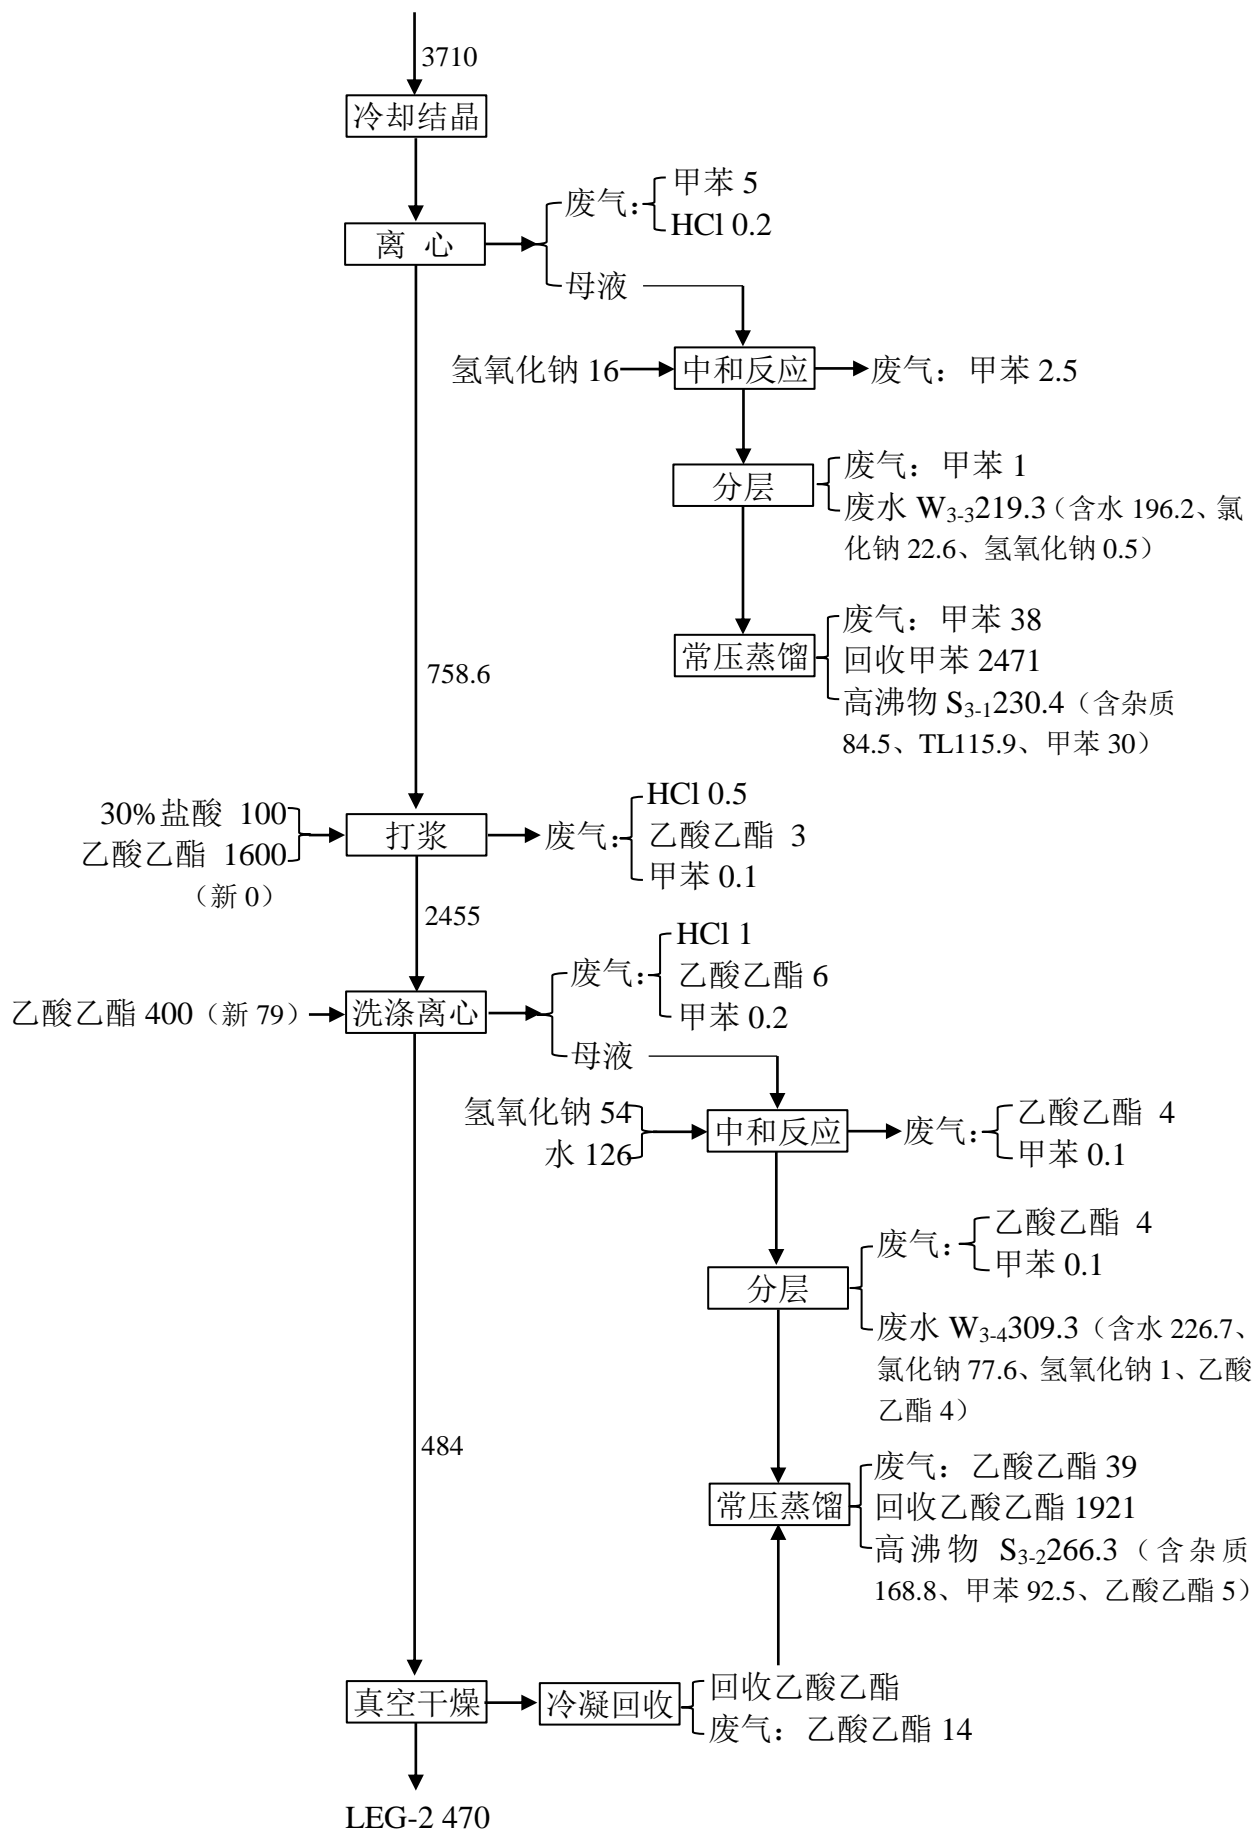 3710
冷却结晶
废气：
甲苯 5
HCl 0.2
离 心
母液
氢氧化钠 16
中和反应
废气：甲苯 2.5
分层
废气：甲苯 1
废水 W3-3219.3（含水 196.2、氯
化钠 22.6、氢氧化钠 0.5）
常压蒸馏
废气：甲苯 38
回收甲苯 2471
高沸物 S3-1230.4（含杂质
84.5、TL115.9、甲苯 30）
758.6
30%盐酸 100
乙酸乙酯 1600
（新 0）
打浆
废气：
HCl 0.5
乙酸乙酯 3
甲苯 0.1
2455
乙酸乙酯 400（新 79）
洗涤离心
废气：
HCl 1
乙酸乙酯 6
甲苯 0.2
母液
氢氧化钠 54
水 126
中和反应
废气：
乙酸乙酯 4
甲苯 0.1
分层
废气：
乙酸乙酯 4
甲苯 0.1
废水 W3-4309.3（含水 226.7、
氯化钠 77.6、氢氧化钠 1、乙酸
乙酯 4）
484
常压蒸馏
废气：乙酸乙酯 39
回收乙酸乙酯 1921
高沸物 S3-2266.3（含杂质
168.8、甲苯 92.5、乙酸乙酯 5）
真空干燥
冷凝回收
回收乙酸乙酯
废气：乙酸乙酯 14
LEG-2 470